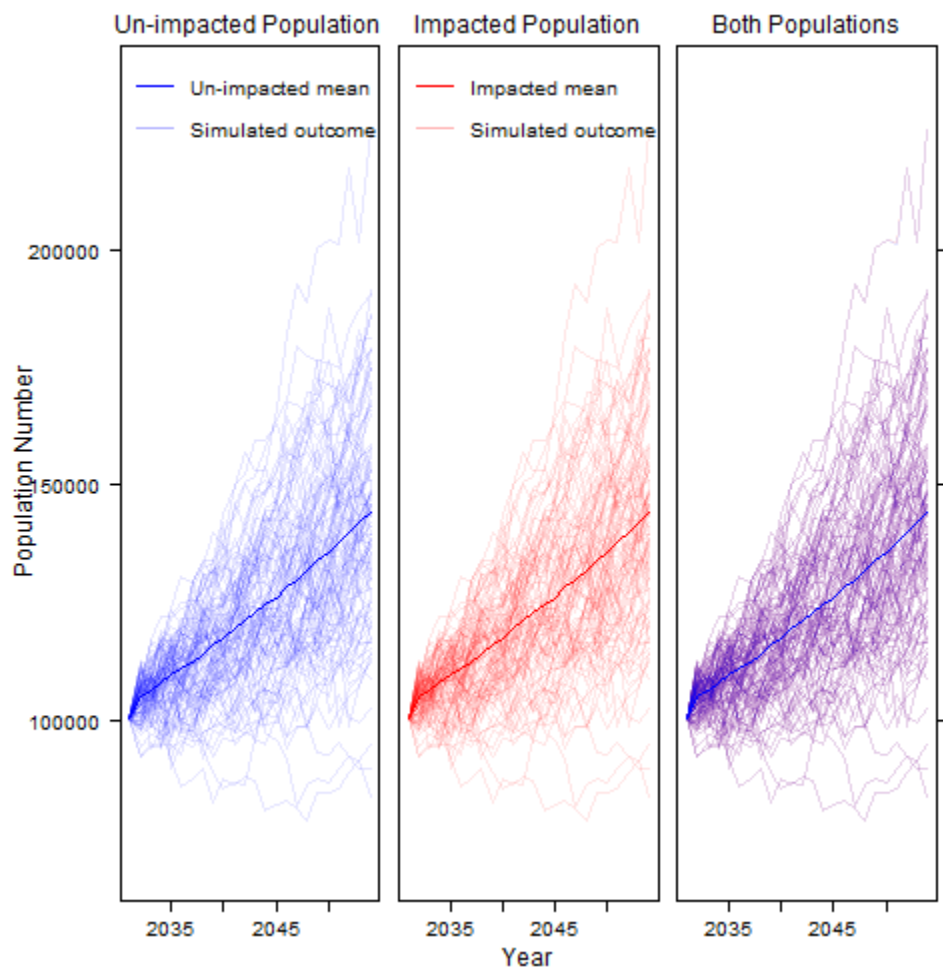 Un-impacted Population
Impacted Population
Both Populations
Un-impacted mean
Simulated outcome
Impacted mean
Simulated outcome
Population Number
200000
150000
100000
2035
2045
2035
2045
2035
2045
Year